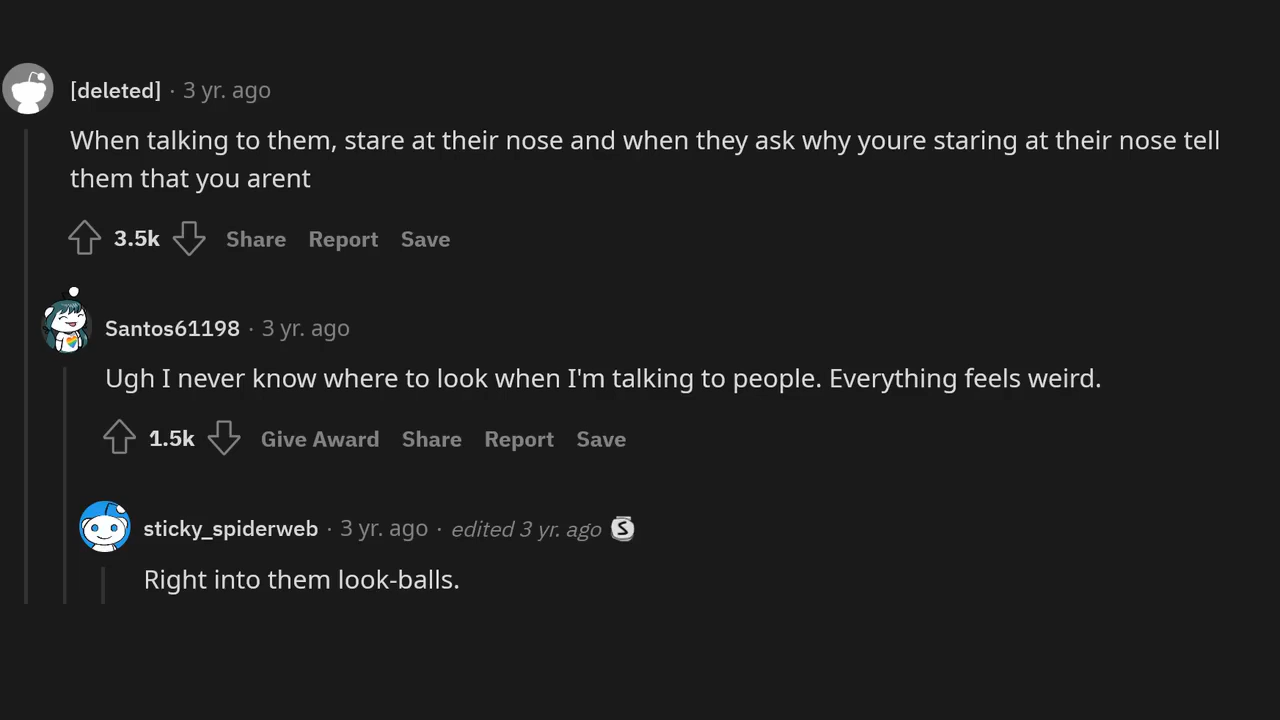 [deleted] · 3 yr. ago
When talking to them, stare at their nose and when they ask why youre staring at their nose tell
them that you arent
3.5k Share Report Save
Santos61198 · 3 yr. ago
Ugh I never know where to look when I'm talking to people. Everything feels weird.
1.5k Give Award Share Report Save
sticky_spiderweb · 3 yr. ago · edited 3 yr. ago S
Right into them look-balls.